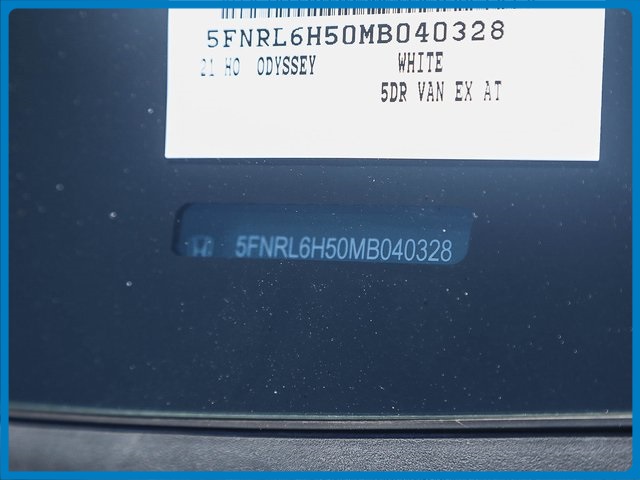 5FNRL6H50MB040328
21 HO ODYSSEY WHITE
5DR VAN EX AT
5FNRL6H50MB040328